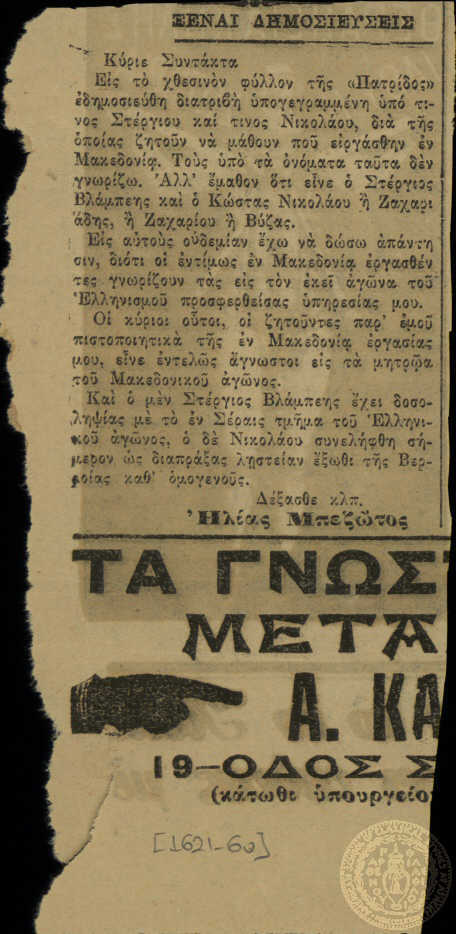 ΞΕΝΑΙ ΔΗΜΟΣΙΕΥΣΕΙΣ
Κύριε Συντάκτα
Εἰς τὸ χθεσινὸν φύλλον τῆς «Πατρίδος»
ἐδημοσιεύθη διατριβὴ ὑπογεγραμμένη ὑπό τι-
νος Στέργιου καί τινος Νικολάου, διὰ τῆς
ὁποίας ζητοῦν νὰ μάθουν ποῦ εἰργάσθην ἐν
Μακεδονίᾳ. Τοὺς ὑπὸ τὰ ὀνόματα ταῦτα δὲν
γνωρίζω. Ἀλλ' ἔμαθον ὅτι εἶνε ὁ Στέργιος
Βλάμπεης καὶ ὁ Κώστας Νικολάου ἢ Ζαχαρι
άδης, ἢ Ζαχαρίου ἢ Βύζας.
Εἰς αὐτοὺς οὐδεμίαν ἔχω νὰ δώσω ἀπάντη
σιν, διότι οἱ ἐντίμως ἐν Μακεδονίᾳ ἐργασθέν
τες γνωρίζουν τὰς εἰς τὸν ἐκεῖ ἀγῶνα τοῦ
Ἑλληνισμοῦ προσφερθείσας ὑπηρεσίας μου.
Οἱ κύριοι οὗτοι, οἱ ζητοῦντες παρ' ἐμοῦ
πιστοποιητικὰ τῆς ἐν Μακεδονίᾳ ἐργασίας
μου, εἶνε ἐντελῶς ἄγνωστοι εἰς τὰ μητρῷα
τοῦ Μακεδονικοῦ ἀγῶνος.
Καὶ ὁ μὲν Στέργιος Βλάμπεης ἔχει δοσο-
ληψίας μὲ τὸ ἐν Σέραις τμῆμα τοῦ Ἑλληνι-
κοῦ ἀγῶνος, ὁ δὲ Νικολάου συνελήφθη σή-
μερον ὡς διαπράξας λῃστείαν ἔξωθι τῆς Βερ-
ροίας καθ' ὁμογενοῦς.
Δέξασθε κλπ.
Ἠλίας Μπεζῶτος
ΤΑ ΓΝΩΣΤ
ΜΕΤΑ
Α. ΚΑ
19—ΟΔΟΣ Σ
(κάτωθι ὑπουργείο
[1621-60]